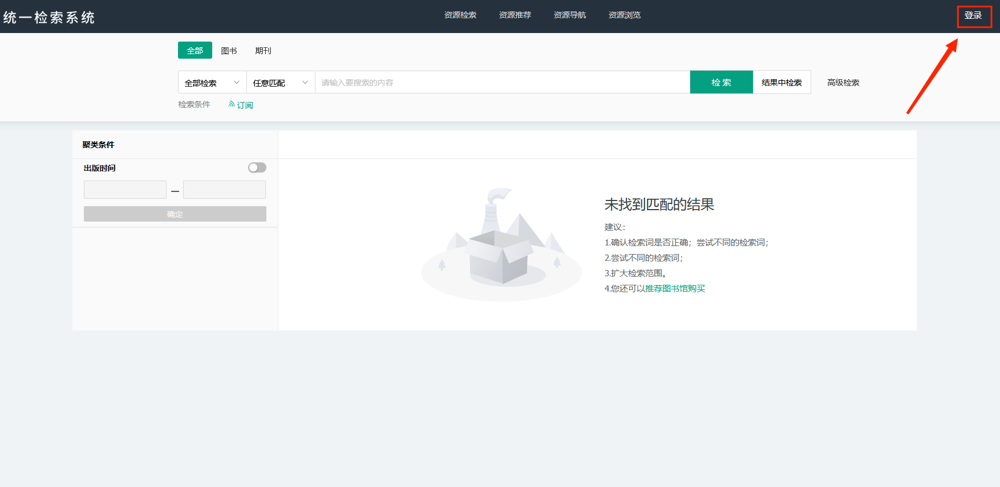 统一检索系统
资源检索 资源推荐 资源导航 资源浏览
登录
全部 图书 期刊
全部检索 任意匹配 请输入要搜索的内容 检 索 结果中检索 高级检索
检索条件 订阅
聚类条件
出版时间
—
确定
未找到匹配的结果
建议：
1.确认检索词是否正确；尝试不同的检索词；
2.尝试不同的检索词；
3.扩大检索范围。
4.您还可以推荐图书馆购买